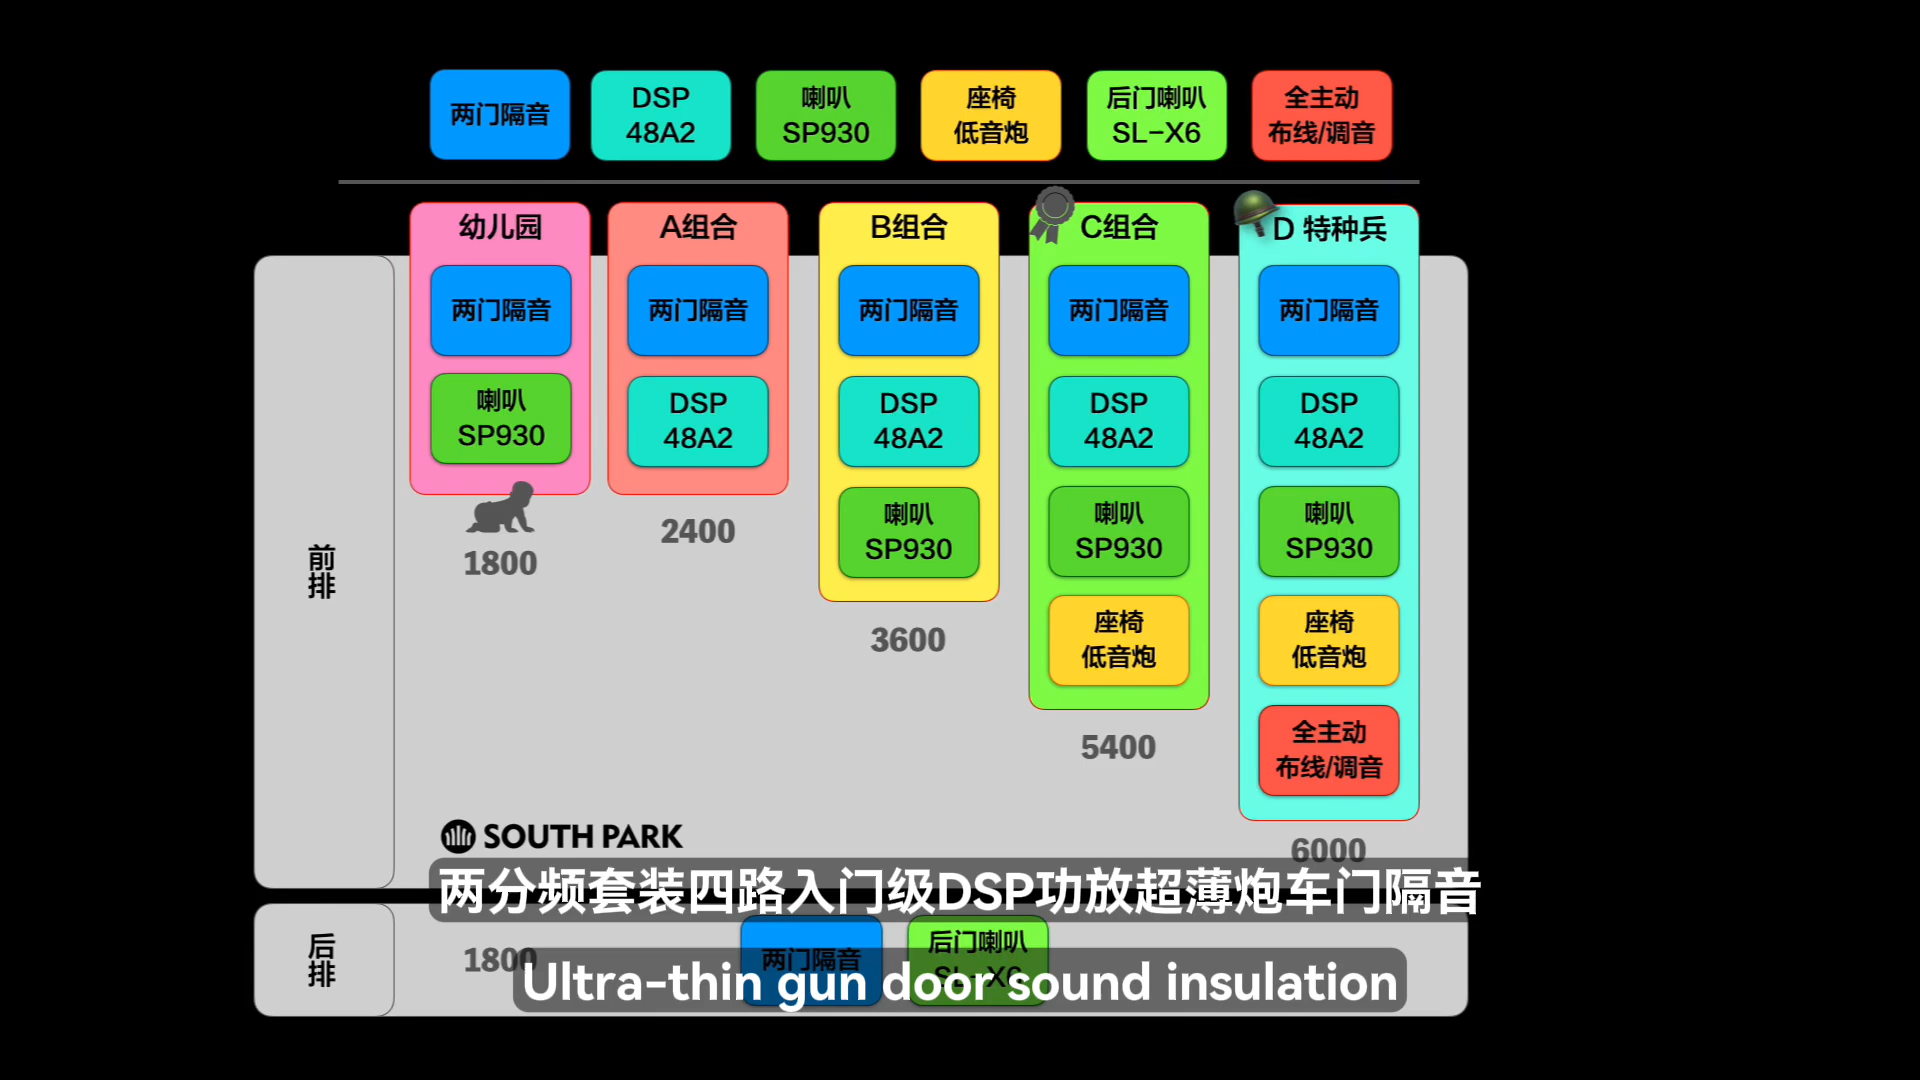 两门隔音
DSP
48A2
喇叭
SP930
座椅
低音炮
后门喇叭
SL-X6
全主动
布线/调音
幼儿园
两门隔音
喇叭
SP930
1800
A组合
两门隔音
DSP
48A2
2400
B组合
两门隔音
DSP
48A2
喇叭
SP930
3600
C组合
两门隔音
DSP
48A2
喇叭
SP930
座椅
低音炮
5400
D 特种兵
两门隔音
DSP
48A2
喇叭
SP930
座椅
低音炮
全主动
布线/调音
6000
前排
SOUTH PARK
两分频套装四路入门级DSP功放超薄炮车门隔音
后排
1800
两门隔音
后门喇叭
SL-X6
Ultra-thin gun door sound insulation